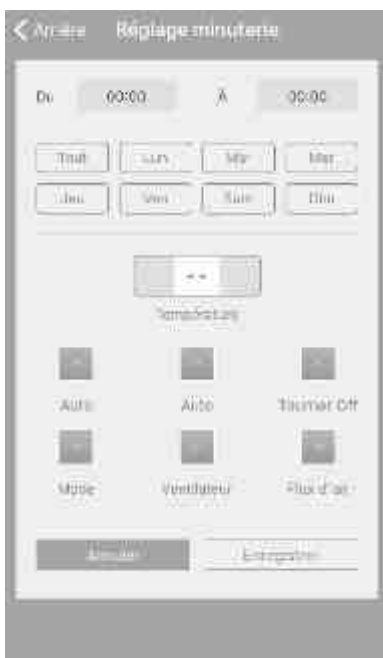 Arrière Réglage minuterie
Du 00:00 À 00:00
Tout Lun Mar Mer
Jeu Ven Sam Dim
--
Température
Auto Auto Tourner Off
Mode Ventilateur Flux d'air
Annuler Enregistrer